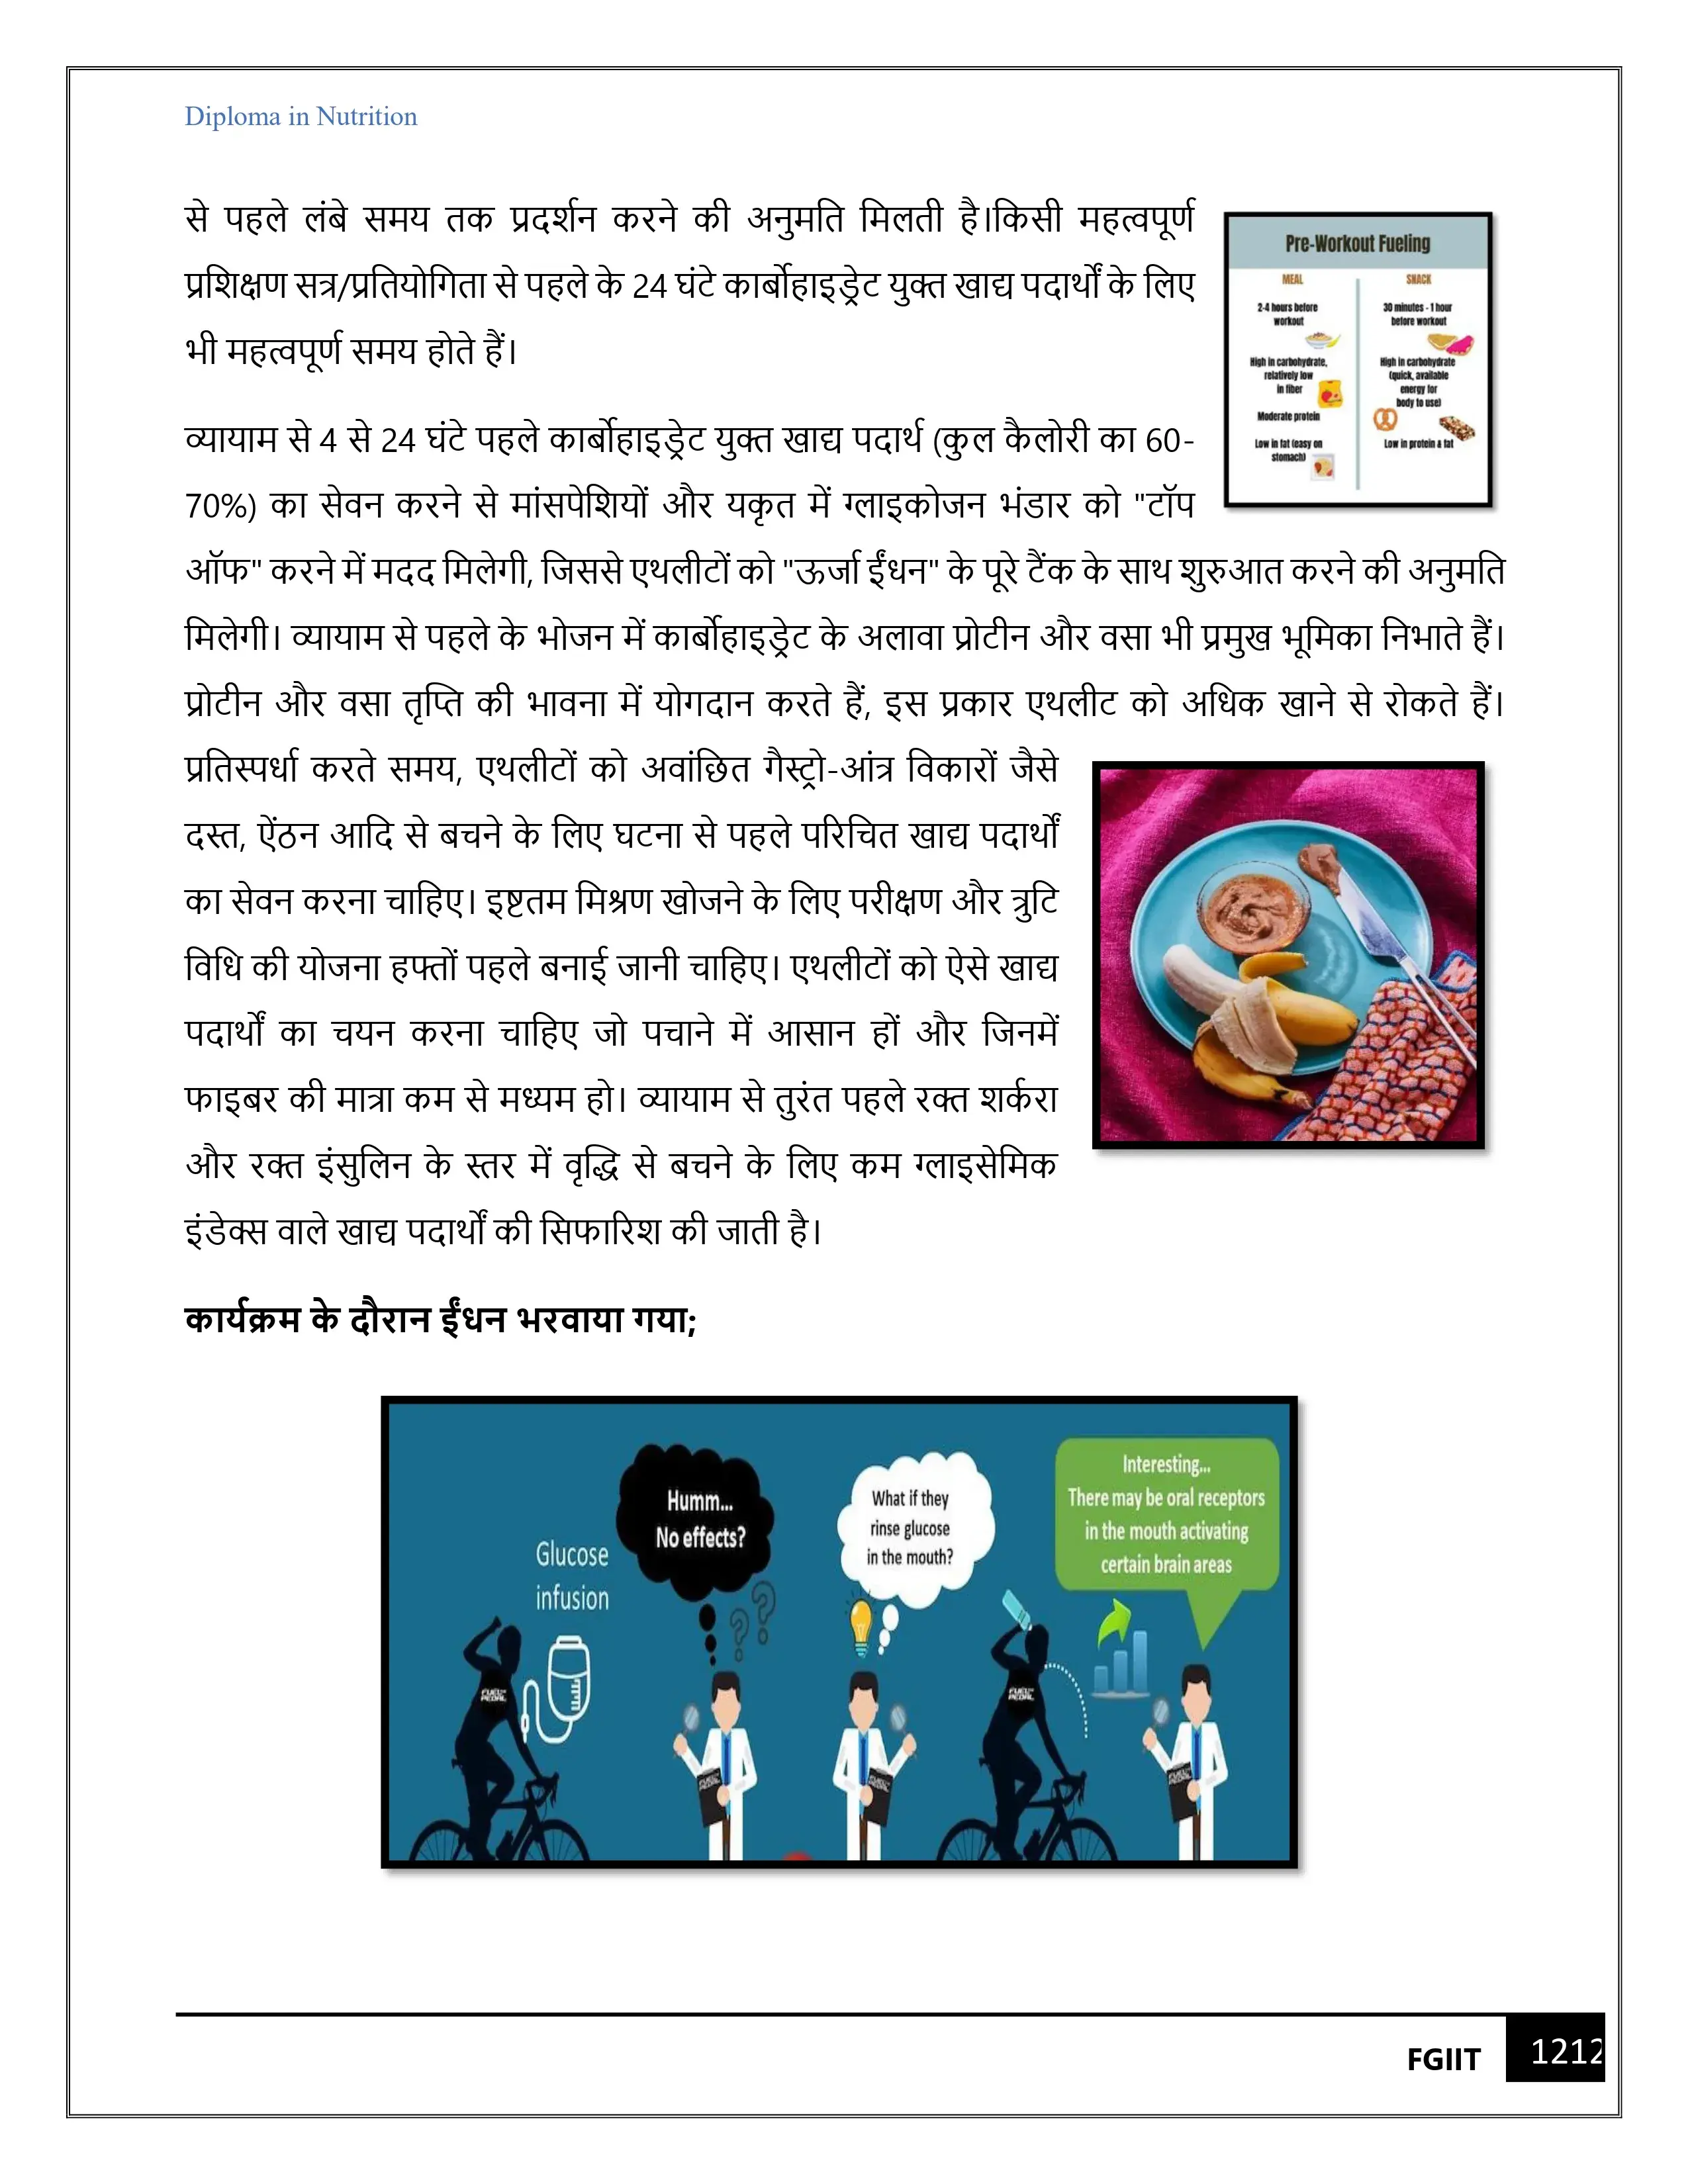 Diploma in Nutrition
से पहले लंबे समय तक प्रदर्शन करने की अनुमति मिलती है।किसी महत्वपूर्ण
प्रशिक्षण सत्र/प्रतियोगिता से पहले के 24 घंटे कार्बोहाइड्रेट युक्त खाद्य पदार्थों के लिए
भी महत्वपूर्ण समय होते हैं।
Pre-Workout Fueling
MEAL
2-4 hours before
workout
High in carbohydrate,
relatively low
in fiber
Moderate protein
Low in fat (easy on
stomach)
SNACK
30 minutes - 1 hour
before workout
High in carbohydrate
(quick, available
energy for
body to use)
Low in protein & fat
व्यायाम से 4 से 24 घंटे पहले कार्बोहाइड्रेट युक्त खाद्य पदार्थ (कुल कैलोरी का 60-
70%) का सेवन करने से मांसपेशियों और यकृत में ग्लाइकोजन भंडार को "टॉप
ऑफ" करने में मदद मिलेगी, जिससे एथलीटों को "ऊर्जा ईंधन" के पूरे टैंक के साथ शुरुआत करने की अनुमति
मिलेगी। व्यायाम से पहले के भोजन में कार्बोहाइड्रेट के अलावा प्रोटीन और वसा भी प्रमुख भूमिका निभाते हैं।
प्रोटीन और वसा तृप्ति की भावना में योगदान करते हैं, इस प्रकार एथलीट को अधिक खाने से रोकते हैं।
प्रतिस्पर्धा करते समय, एथलीटों को अवांछित गैस्ट्रो-आंत्र विकारों जैसे
दस्त, ऐंठन आदि से बचने के लिए घटना से पहले परिचित खाद्य पदार्थों
का सेवन करना चाहिए। इष्टतम मिश्रण खोजने के लिए परीक्षण और त्रुटि
विधि की योजना हफ्तों पहले बनाई जानी चाहिए। एथलीटों को ऐसे खाद्य
पदार्थों का चयन करना चाहिए जो पचाने में आसान हों और जिनमें
फाइबर की मात्रा कम से मध्यम हो। व्यायाम से तुरंत पहले रक्त शर्करा
और रक्त इंसुलिन के स्तर में वृद्धि से बचने के लिए कम ग्लाइसेमिक
इंडेक्स वाले खाद्य पदार्थों की सिफारिश की जाती है।
कार्यक्रम के दौरान ईंधन भरवाया गया;
Glucose
infusion
Humm...
No effects?
What if they
rinse glucose
in the mouth?
Interesting...
There may be oral receptors
in the mouth activating
certain brain areas
FUEL
PEDAL
FUEL
PEDAL
FUEL
PEDAL
FUEL
PEDAL
FUEL
PEDAL
FGIIT
1212